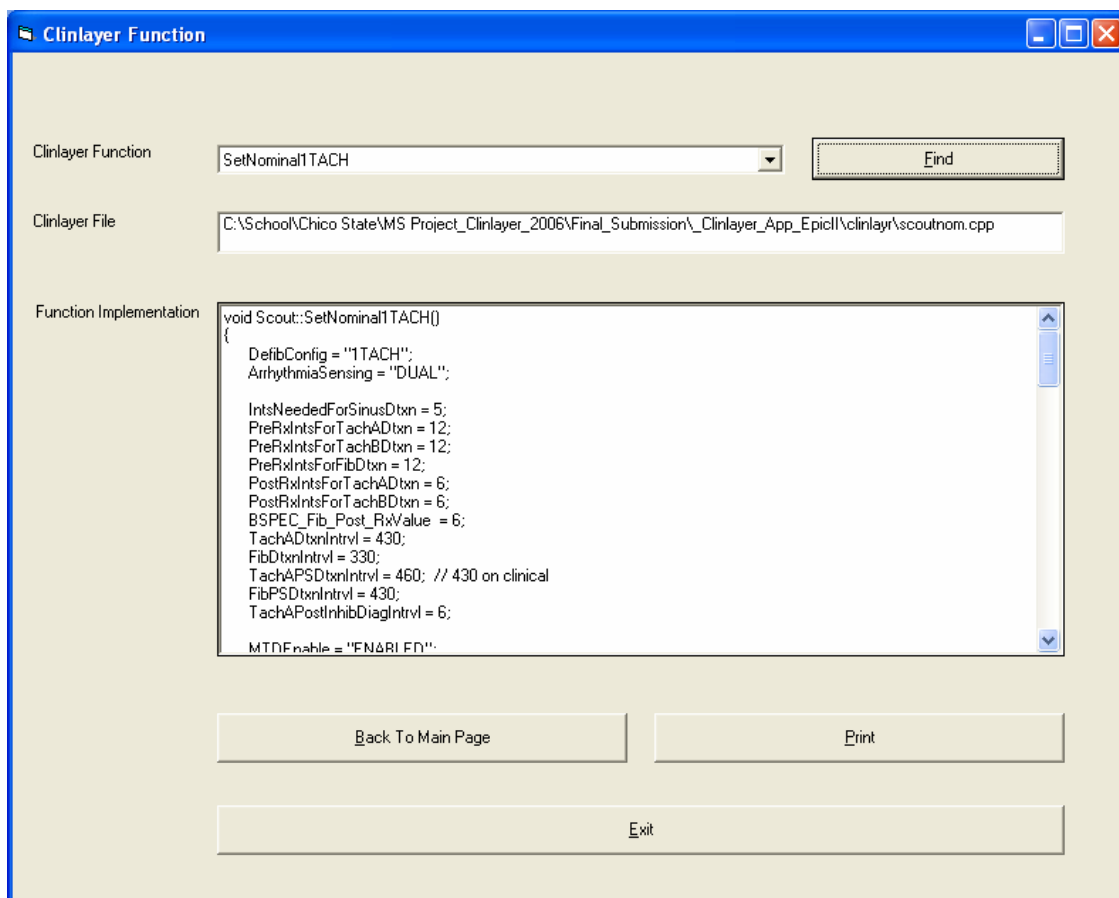 Clinlayer Function
Clinlayer Function
SetNominal1TACH
Find
Clinlayer File
C:\School\Chico State\MS Project_Clinlayer_2006\Final_Submission\_Clinlayer_App_EpicII\clinlayr\scoutnom.cpp
Function Implementation
void Scout::SetNominal1TACH()
{
DefibConfig = "1TACH";
ArrhythmiaSensing = "DUAL";
IntsNeededForSinusDtxn = 5;
PreRxIntsForTachADtxn = 12;
PreRxIntsForTachBDtxn = 12;
PreRxIntsForFibDtxn = 12;
PostRxIntsForTachADtxn = 6;
PostRxIntsForTachBDtxn = 6;
BSPEC_Fib_Post_RxValue  = 6;
TachADtxnIntrvl = 430;
FibDtxnIntrvl = 330;
TachAPSDtxnIntrvl = 460;  // 430 on clinical
FibPSDtxnIntrvl = 430;
TachAPostInhibDiagIntrvl = 6;
MTDEnable = "ENABLED";
Back To Main Page
Print
Exit